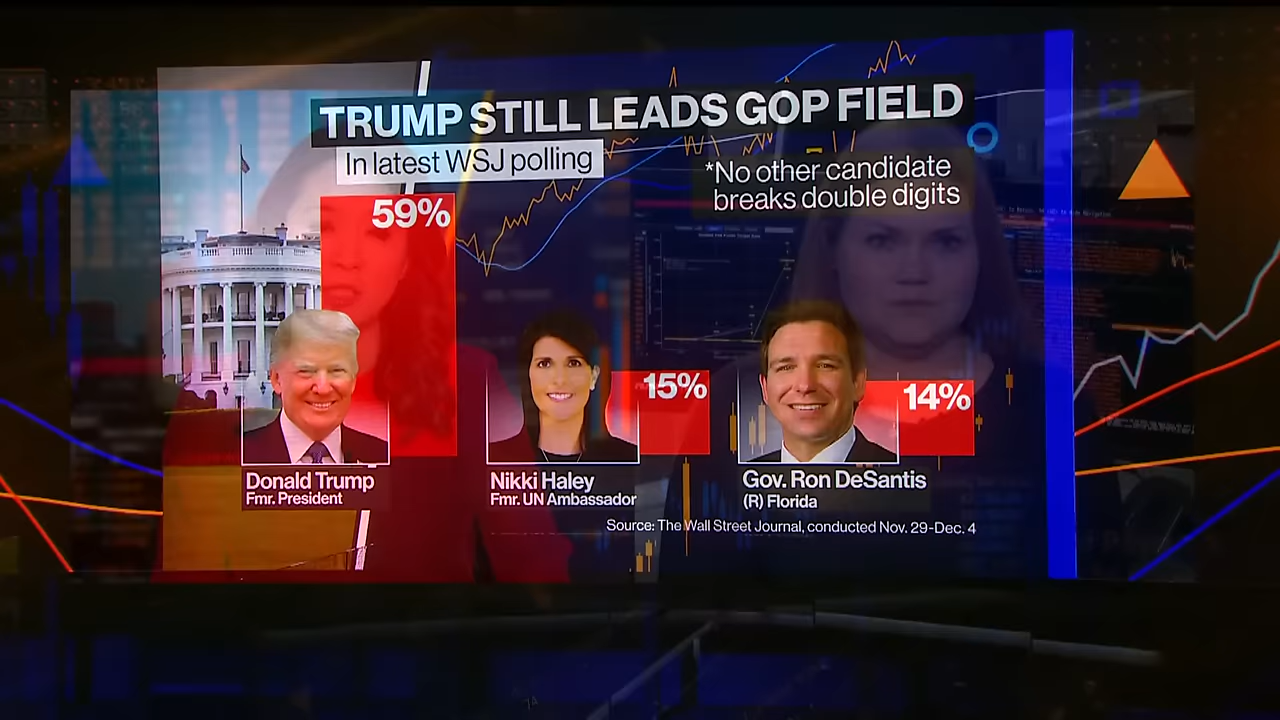 TRUMP STILL LEADS GOP FIELD
In latest WSJ polling
*No other candidate
breaks double digits
59%
15%
14%
Donald Trump
Fmr. President
Nikki Haley
Fmr. UN Ambassador
Gov. Ron DeSantis
(R) Florida
Source: The Wall Street Journal, conducted Nov. 29-Dec. 4